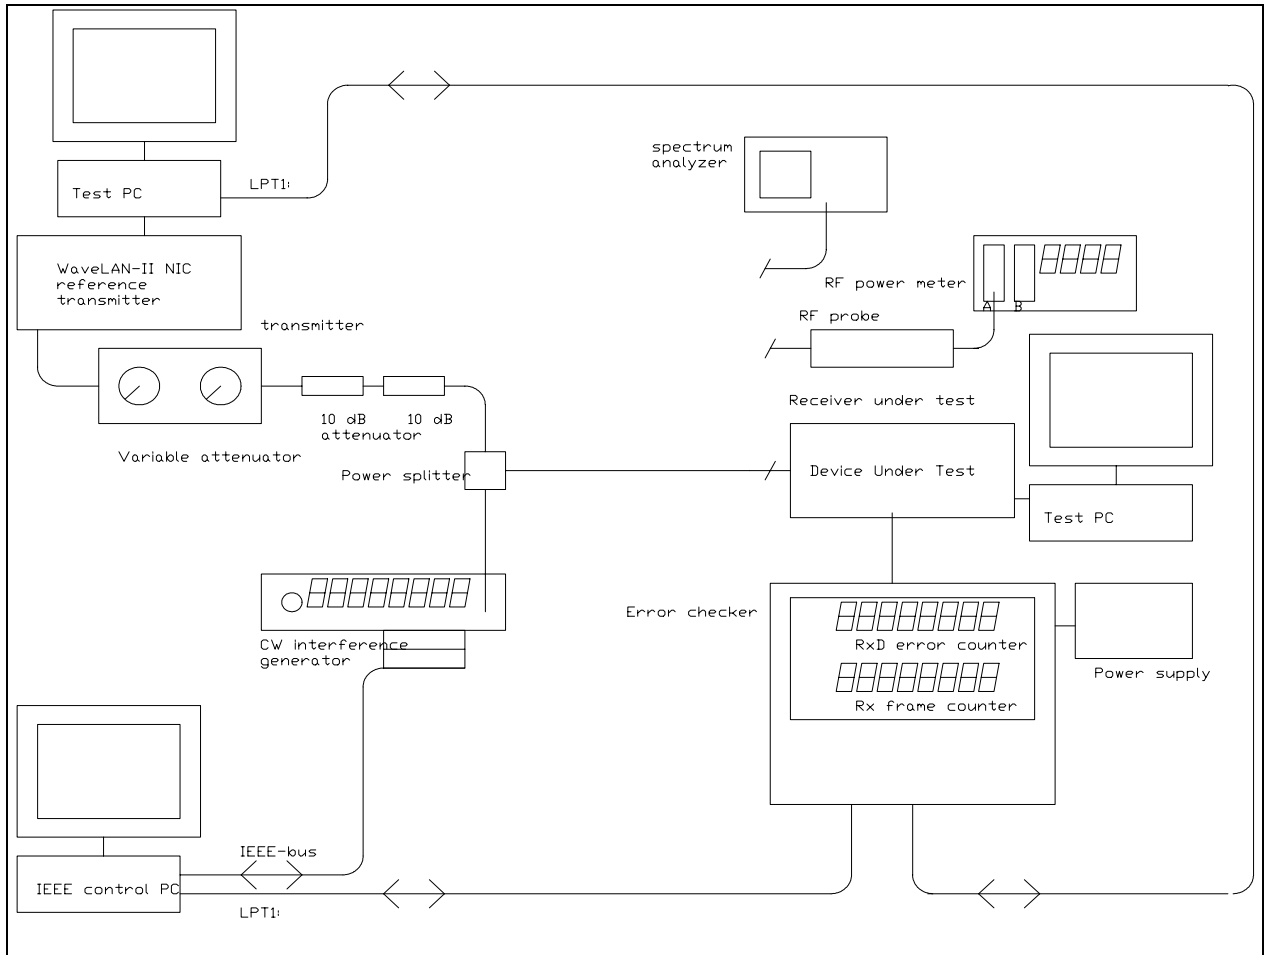 spectrum
analyzer
Test PC
LPT1:
WaveLAN-II NIC
reference
transmitter
RF power meter
A B
RF probe
transmitter
Receiver under test
10 dB 10 dB
attenuator
Variable attenuator
Power splitter
Device Under Test
Test PC
Error checker
RxD error counter
CW interference
generator
Power supply
Rx frame counter
IEEE-bus
IEEE control PC
LPT1: